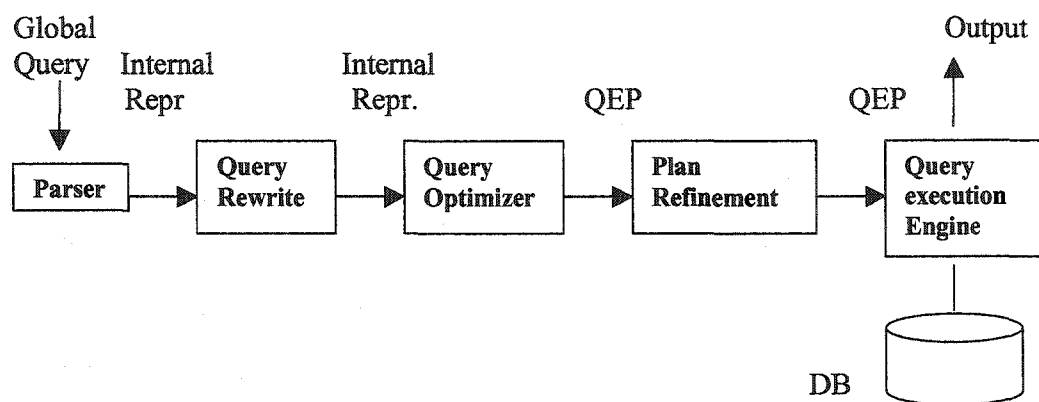 Global
Query
Internal
Repr
Internal
Repr.
QEP
QEP
Output
Parser
Query
Rewrite
Query
Optimizer
Plan
Refinement
Query
execution
Engine
DB